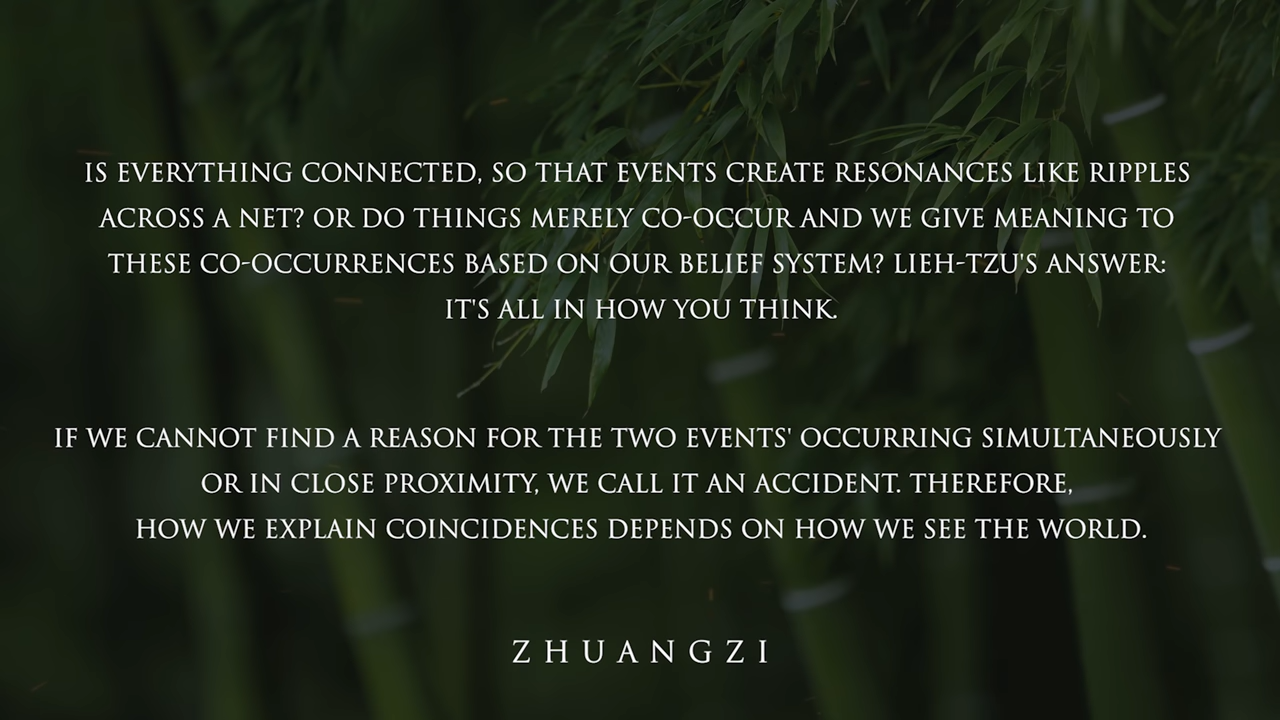 IS EVERYTHING CONNECTED, SO THAT EVENTS CREATE RESONANCES LIKE RIPPLES
ACROSS A NET? OR DO THINGS MERELY CO-OCCUR AND WE GIVE MEANING TO
THESE CO-OCCURRENCES BASED ON OUR BELIEF SYSTEM? LIEH-TZU'S ANSWER:
IT'S ALL IN HOW YOU THINK.
IF WE CANNOT FIND A REASON FOR THE TWO EVENTS' OCCURRING SIMULTANEOUSLY
OR IN CLOSE PROXIMITY, WE CALL IT AN ACCIDENT. THEREFORE,
HOW WE EXPLAIN COINCIDENCES DEPENDS ON HOW WE SEE THE WORLD.
ZHUANGZI